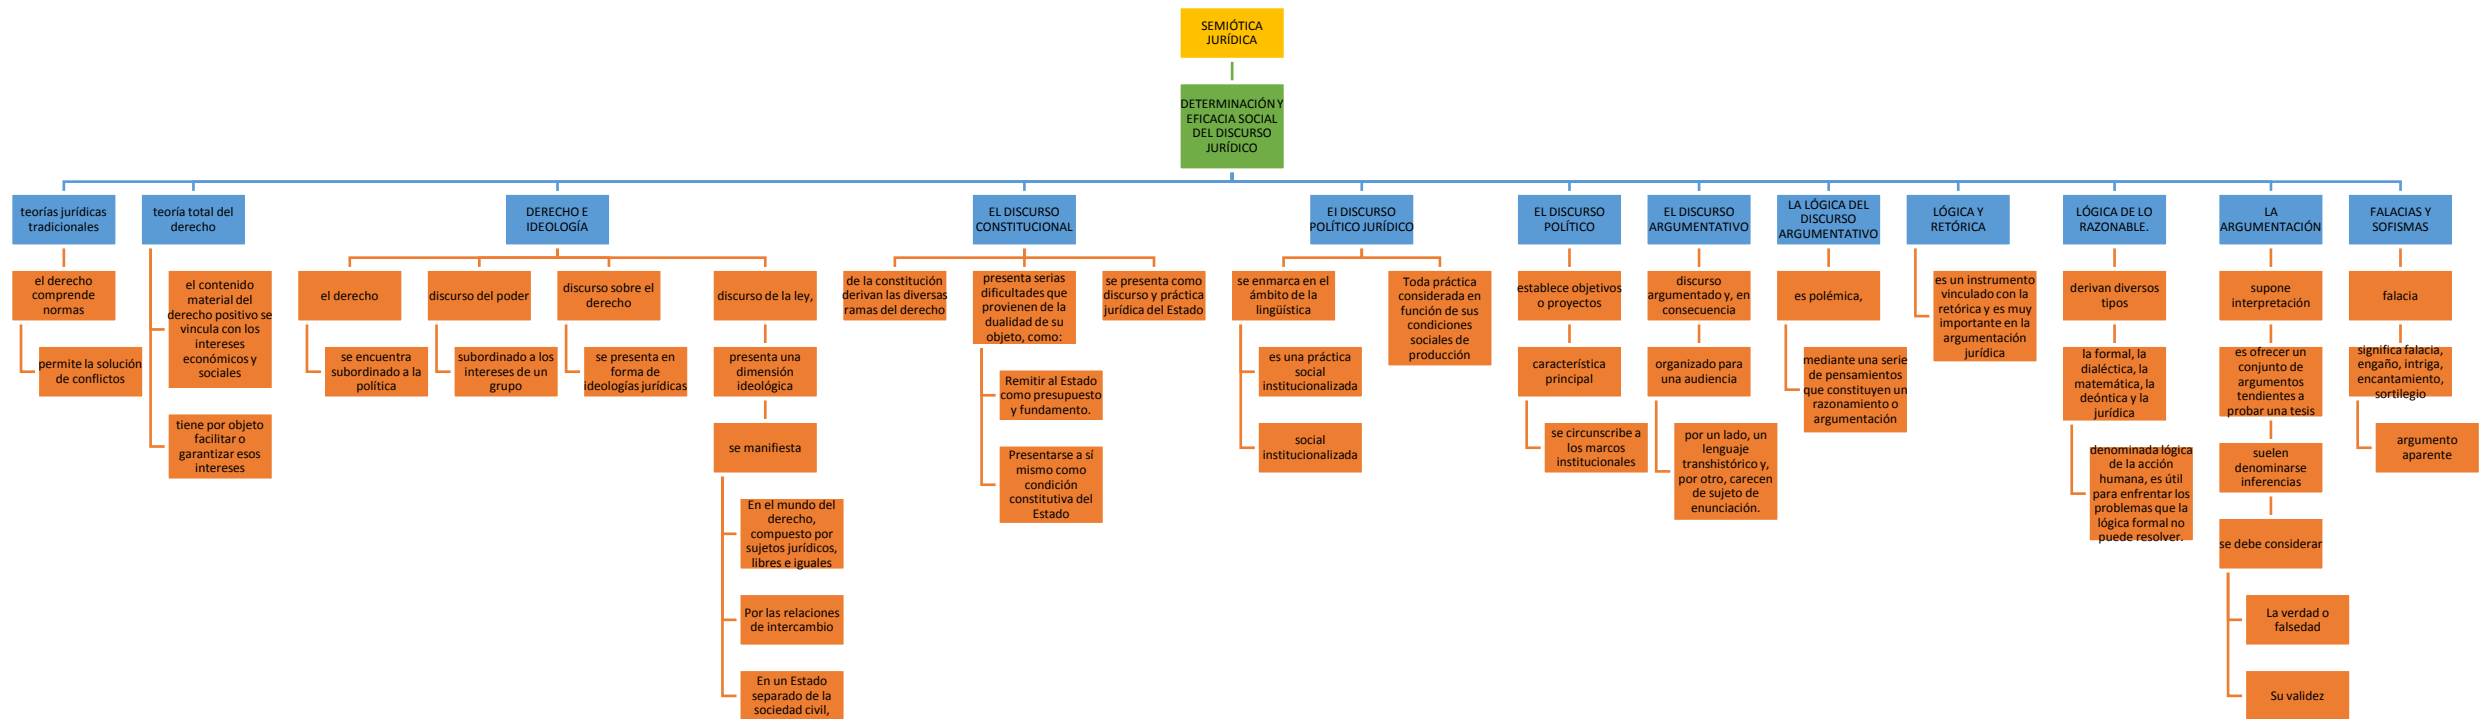 SEMIÓTICA
JURÍDICA
DETERMINACIÓN Y
EFICACIA SOCIAL
DEL DISCURSO
JURÍDICO
teorías jurídicas
tradicionales
el derecho
comprende
normas
permite la solución
de conflictos
teoría total del
derecho
el contenido
material del
derecho positivo se
vincula con los
intereses
económicos y
sociales
tiene por objeto
facilitar o
garantizar esos
intereses
DERECHO E
IDEOLOGÍA
el derecho
se encuentra
subordinado a la
política
discurso del poder
subordinado a los
intereses de un
grupo
discurso sobre el
derecho
se presenta en
forma de
ideologías jurídicas
discurso de la ley,
presenta una
dimensión
ideológica
se manifiesta
En el mundo del
derecho,
compuesto por
sujetos jurídicos,
libres e iguales
Por las relaciones
de intercambio
En un Estado
separado de la
sociedad civil,
EL DISCURSO
CONSTITUCIONAL
de la constitución
derivan las diversas
ramas del derecho
presenta serias
dificultades que
provienen de la
dualidad de su
objeto, como:
Remitir al Estado
como presupuesto
y fundamento.
Presentarse a sí
mismo como
condición
constitutiva del
Estado
se presenta como
discurso y práctica
jurídica del Estado
El DISCURSO
POLÍTICO JURÍDICO
se enmarca en el
ámbito de la
lingüística
es una práctica
social
institucionalizada
social
institucionalizada
Toda práctica
considerada en
función de sus
condiciones
sociales de
producción
EL DISCURSO
POLÍTICO
establece objetivos
o proyectos
característica
principal
se circunscribe a
los marcos
institucionales
EL DISCURSO
ARGUMENTATIVO
discurso
argumentado y, en
consecuencia
organizado para
una audiencia
por un lado, un
lenguaje
transhistórico y,
por otro, carecen
de sujeto de
enunciación.
LA LÓGICA DEL
DISCURSO
ARGUMENTATIVO
es polémica,
mediante una serie
de pensamientos
que constituyen un
razonamiento o
argumentación
LÓGICA Y
RETÓRICA
es un instrumento
vinculado con la
retórica y es muy
importante en la
argumentación
jurídica
LÓGICA DE LO
RAZONABLE.
derivan diversos
tipos
la formal, la
dialéctica, la
matemática, la
deóntica y la
jurídica
denominada lógica
de la acción
humana, es útil
para enfrentar los
problemas que la
lógica formal no
puede resolver.
LA
ARGUMENTACIÓN
supone
interpretación
es ofrecer un
conjunto de
argumentos
tendientes a
probar una tesis
suelen
denominarse
inferencias
se debe considerar
La verdad o
falsedad
Su validez
FALACIAS Y
SOFISMAS
falacia
significa falacia,
engaño, intriga,
encantamiento,
sortilegio
argumento
aparente